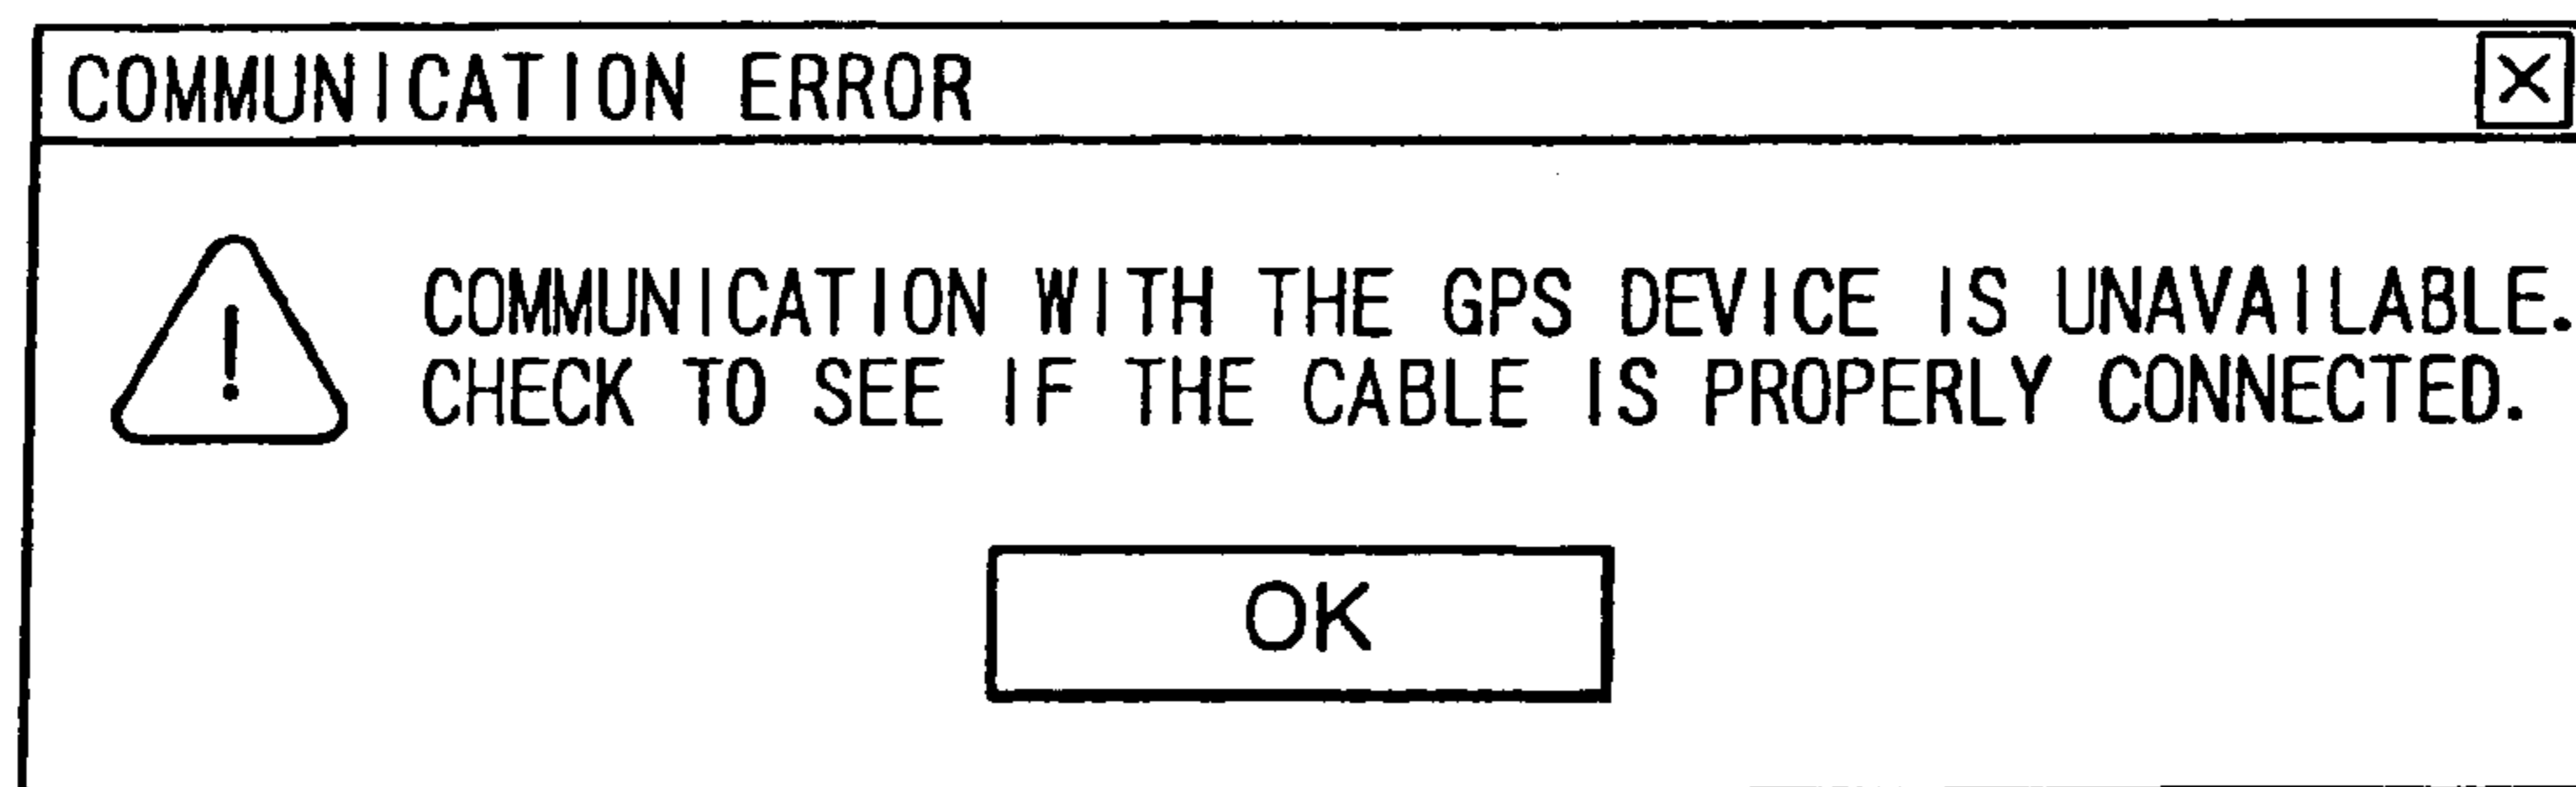 COMMUNICATION ERROR
COMMUNICATION WITH THE GPS DEVICE IS UNAVAILABLE.
CHECK TO SEE IF THE CABLE IS PROPERLY CONNECTED.
OK